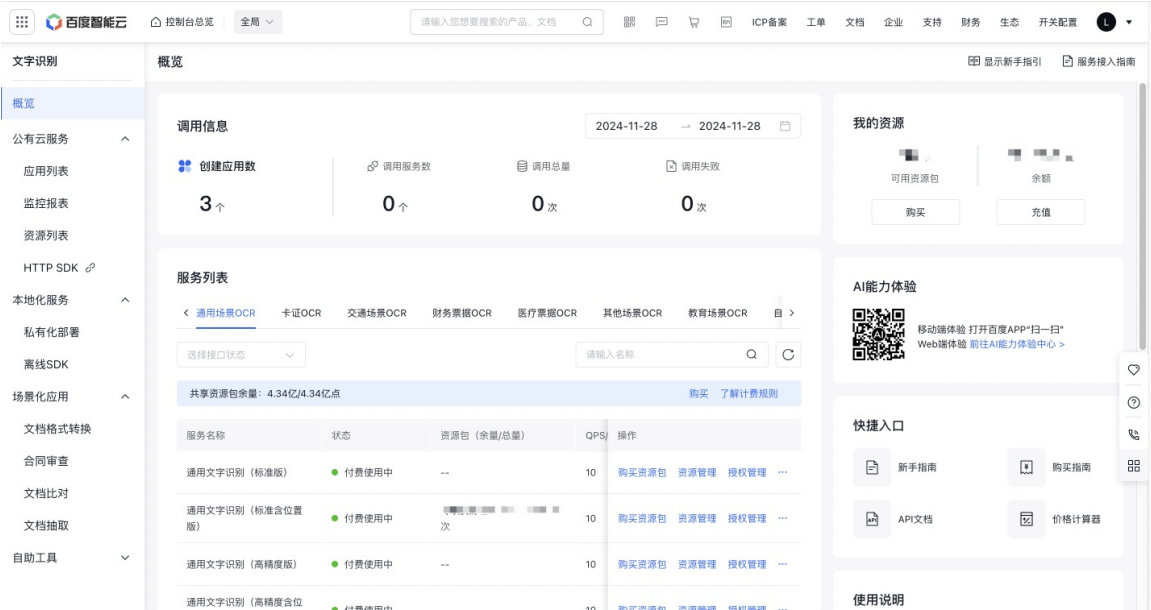 百度智能云
控制台总览
全局
请输入您想要搜索的产品、文档
ICP备案
工单
文档
企业
支持
财务
生态
开关配置
L
文字识别
概览
公有云服务
应用列表
监控报表
资源列表
HTTP SDK
本地化服务
私有化部署
离线SDK
场景化应用
文档格式转换
合同审查
文档比对
文档抽取
自助工具
概览
显示新手指引
服务接入指南
调用信息
2024-11-28 → 2024-11-28
创建应用数
3个
调用服务数
0个
调用总量
0次
调用失败
0次
服务列表
通用场景OCR
卡证OCR
交通场景OCR
财务票据OCR
医疗票据OCR
其他场景OCR
教育场景OCR
自
选择接口状态
请输入名称
共享资源包余量：4.34亿/4.34亿点
购买
了解计费规则
服务名称 状态 资源包（余量/总量） QPS/ 操作
通用文字识别（标准版） 付费使用中 -- 10 购买资源包 资源管理 授权管理 ···
通用文字识别（标准含位置
版） 付费使用中 次 10 购买资源包 资源管理 授权管理 ···
通用文字识别（高精度版） 付费使用中 -- 10 购买资源包 资源管理 授权管理 ···
通用文字识别（高精度含位
付费使用中 10 购买资源包 资源管理 授权管理 ···
我的资源
可用资源包
购买
余额
充值
AI能力体验
移动端体验 打开百度APP“扫一扫”
Web端体验 前往AI能力体验中心 >
快捷入口
新手指南
购买指南
API文档
价格计算器
使用说明